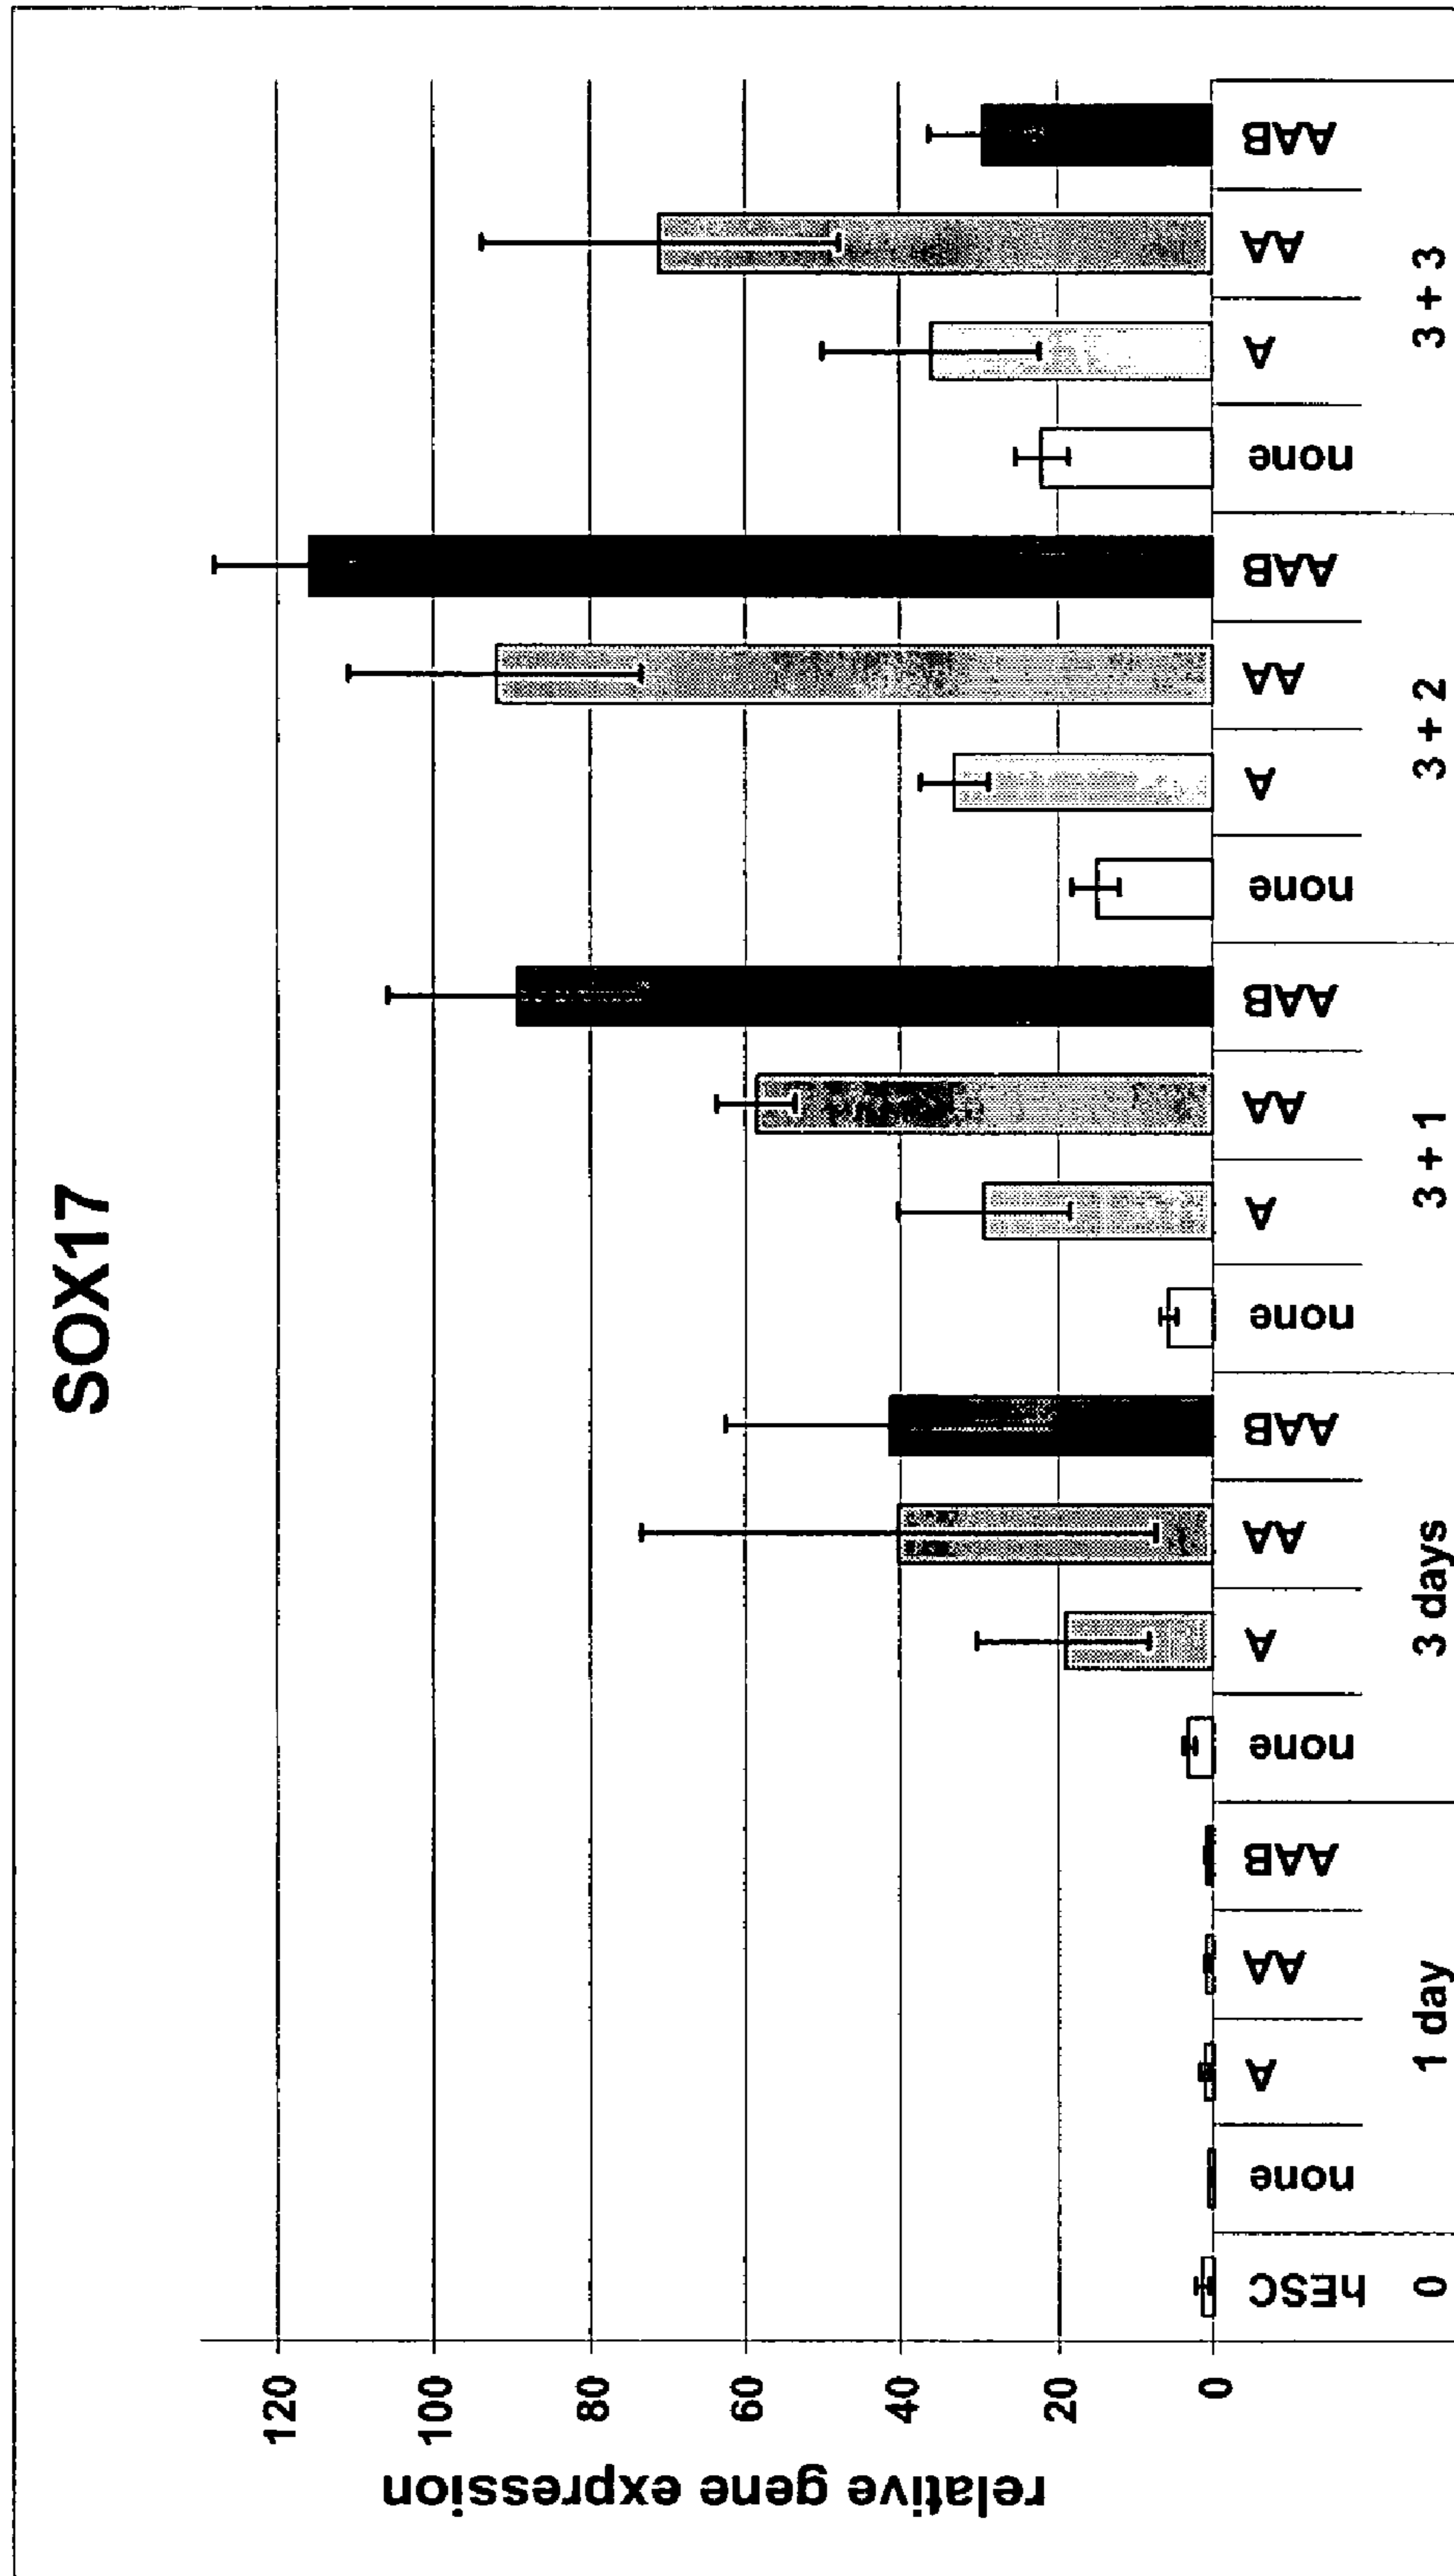 SOX17
relative gene expression
120
100
80
60
40
20
0
hESC none A AA AAB none A AA AAB none A AA AAB none A AA AAB none A AA AAB
0 1 day 3 days 3 + 1 3 + 2 3 + 3